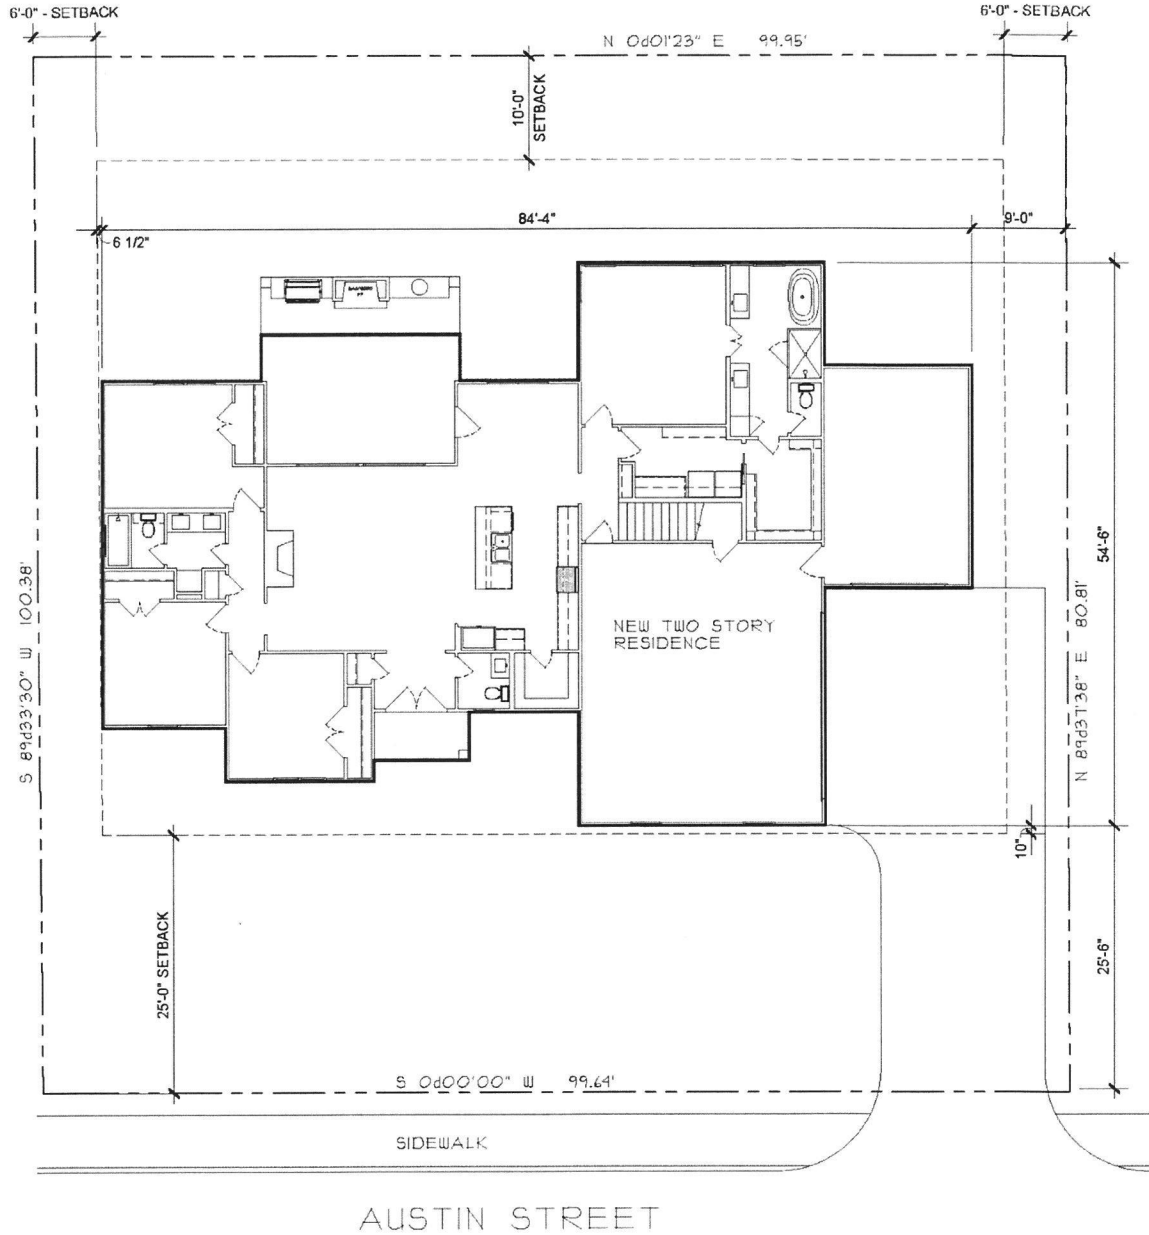 6'-0" - SETBACK
6'-0" - SETBACK
N 0d01'23" E 99.95'
10'-0"
SETBACK
84'-4"
9'-0"
6 1/2"
54'-6"
S 89d33'30" W 100.38'
NEW TWO STORY
RESIDENCE
N 89d37'38" E 80.81'
10"
25'-0" SETBACK
25'-6"
S 0d00'00" W 99.64'
SIDEWALK
AUSTIN STREET